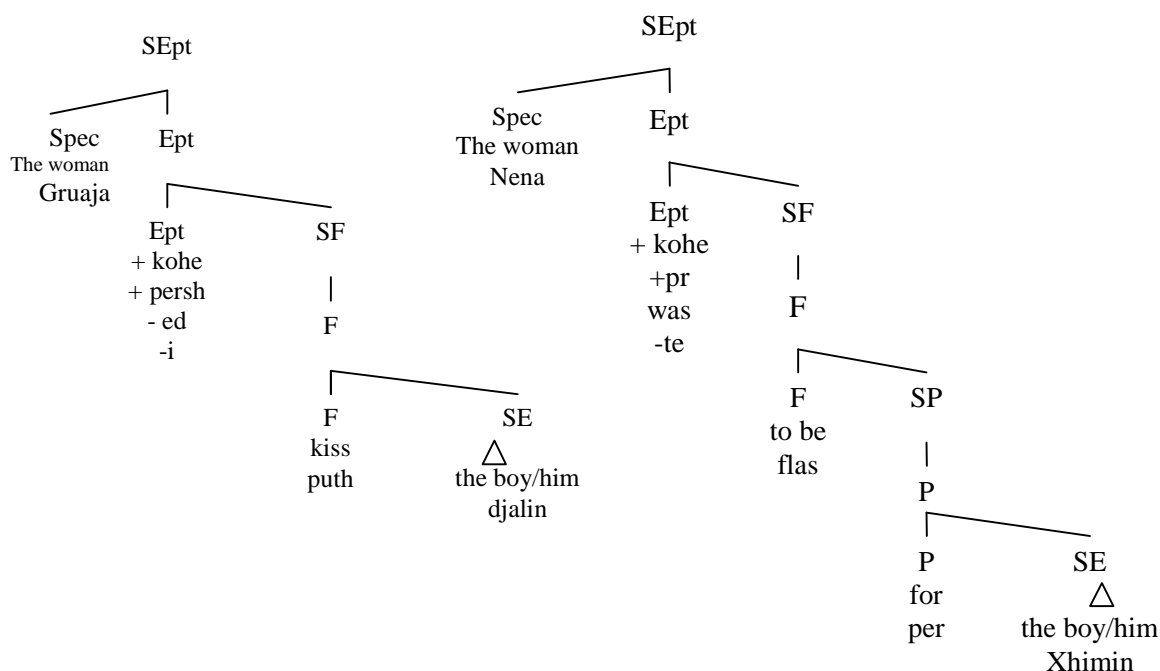 SEpt
Spec Ept
The woman
Gruaja
Ept SF
+ kohe
+ persh
- ed F
-i
F SE
kiss
puth the boy/him
djalin
SEpt
Spec Ept
The woman
Nena
Ept SF
+ kohe
+pr
was F
-te
F SP
to be
flas
P
P SE
for
per the boy/him
Xhimin